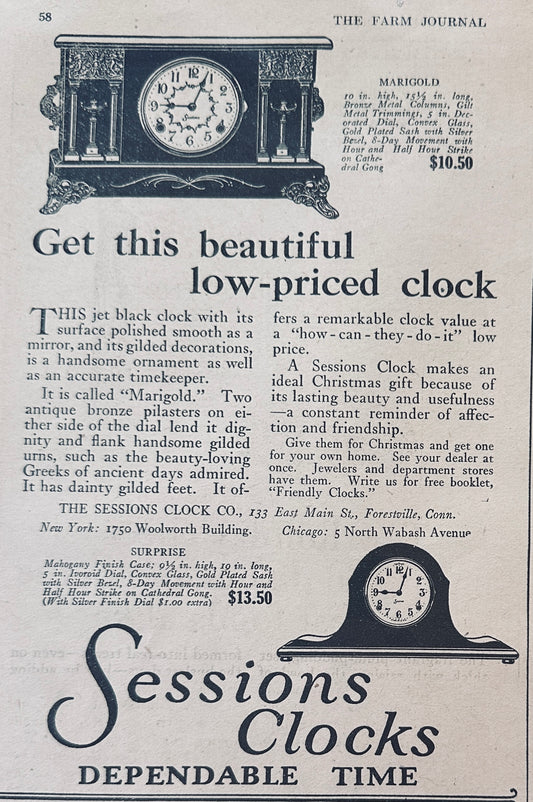 58
THE FARM JOURNAL
MARIGOLD
10 in. high, 15½ in. long,
Bronze Metal Columns, Gilt
Metal Trimmings, 5 in. Dec-
orated Dial, Convex Glass,
Gold Plated Sash with Silver
Bezel, 8-Day Movement with
Hour and Half Hour Strike
on Cathe-
dral Gong
$10.50
Get this beautiful
low-priced clock
THIS jet black clock with its
surface polished smooth as a
mirror, and its gilded decorations,
is a handsome ornament as well
as an accurate timekeeper.
It is called "Marigold." Two
antique bronze pilasters on ei-
ther side of the dial lend it dig-
nity and flank handsome gilded
urns, such as the beauty-loving
Greeks of ancient days admired.
It has dainty gilded feet. It of-
fers a remarkable clock value at
a "how-can-they-do-it" low
price.
A Sessions Clock makes an
ideal Christmas gift because of
its lasting beauty and usefulness
—a constant reminder of affec-
tion and friendship.
Give them for Christmas and get one
for your own home. See your dealer at
once. Jewelers and department stores
have them. Write us for free booklet,
"Friendly Clocks."
THE SESSIONS CLOCK CO., 133 East Main St., Forestville, Conn.
New York: 1750 Woolworth Building.
Chicago: 5 North Wabash Avenue
SURPRISE
Mahogany Finish Case; 9½ in. high, 19 in. long,
5 in. Ivoroid Dial, Convex Glass, Gold Plated Sash
with Silver Bezel, 8-Day Movement with Hour and
Half Hour Strike on Cathedral Gong.
(With Silver Finish Dial $1.00 extra)
$13.50
Sessions
Clocks
DEPENDABLE TIME